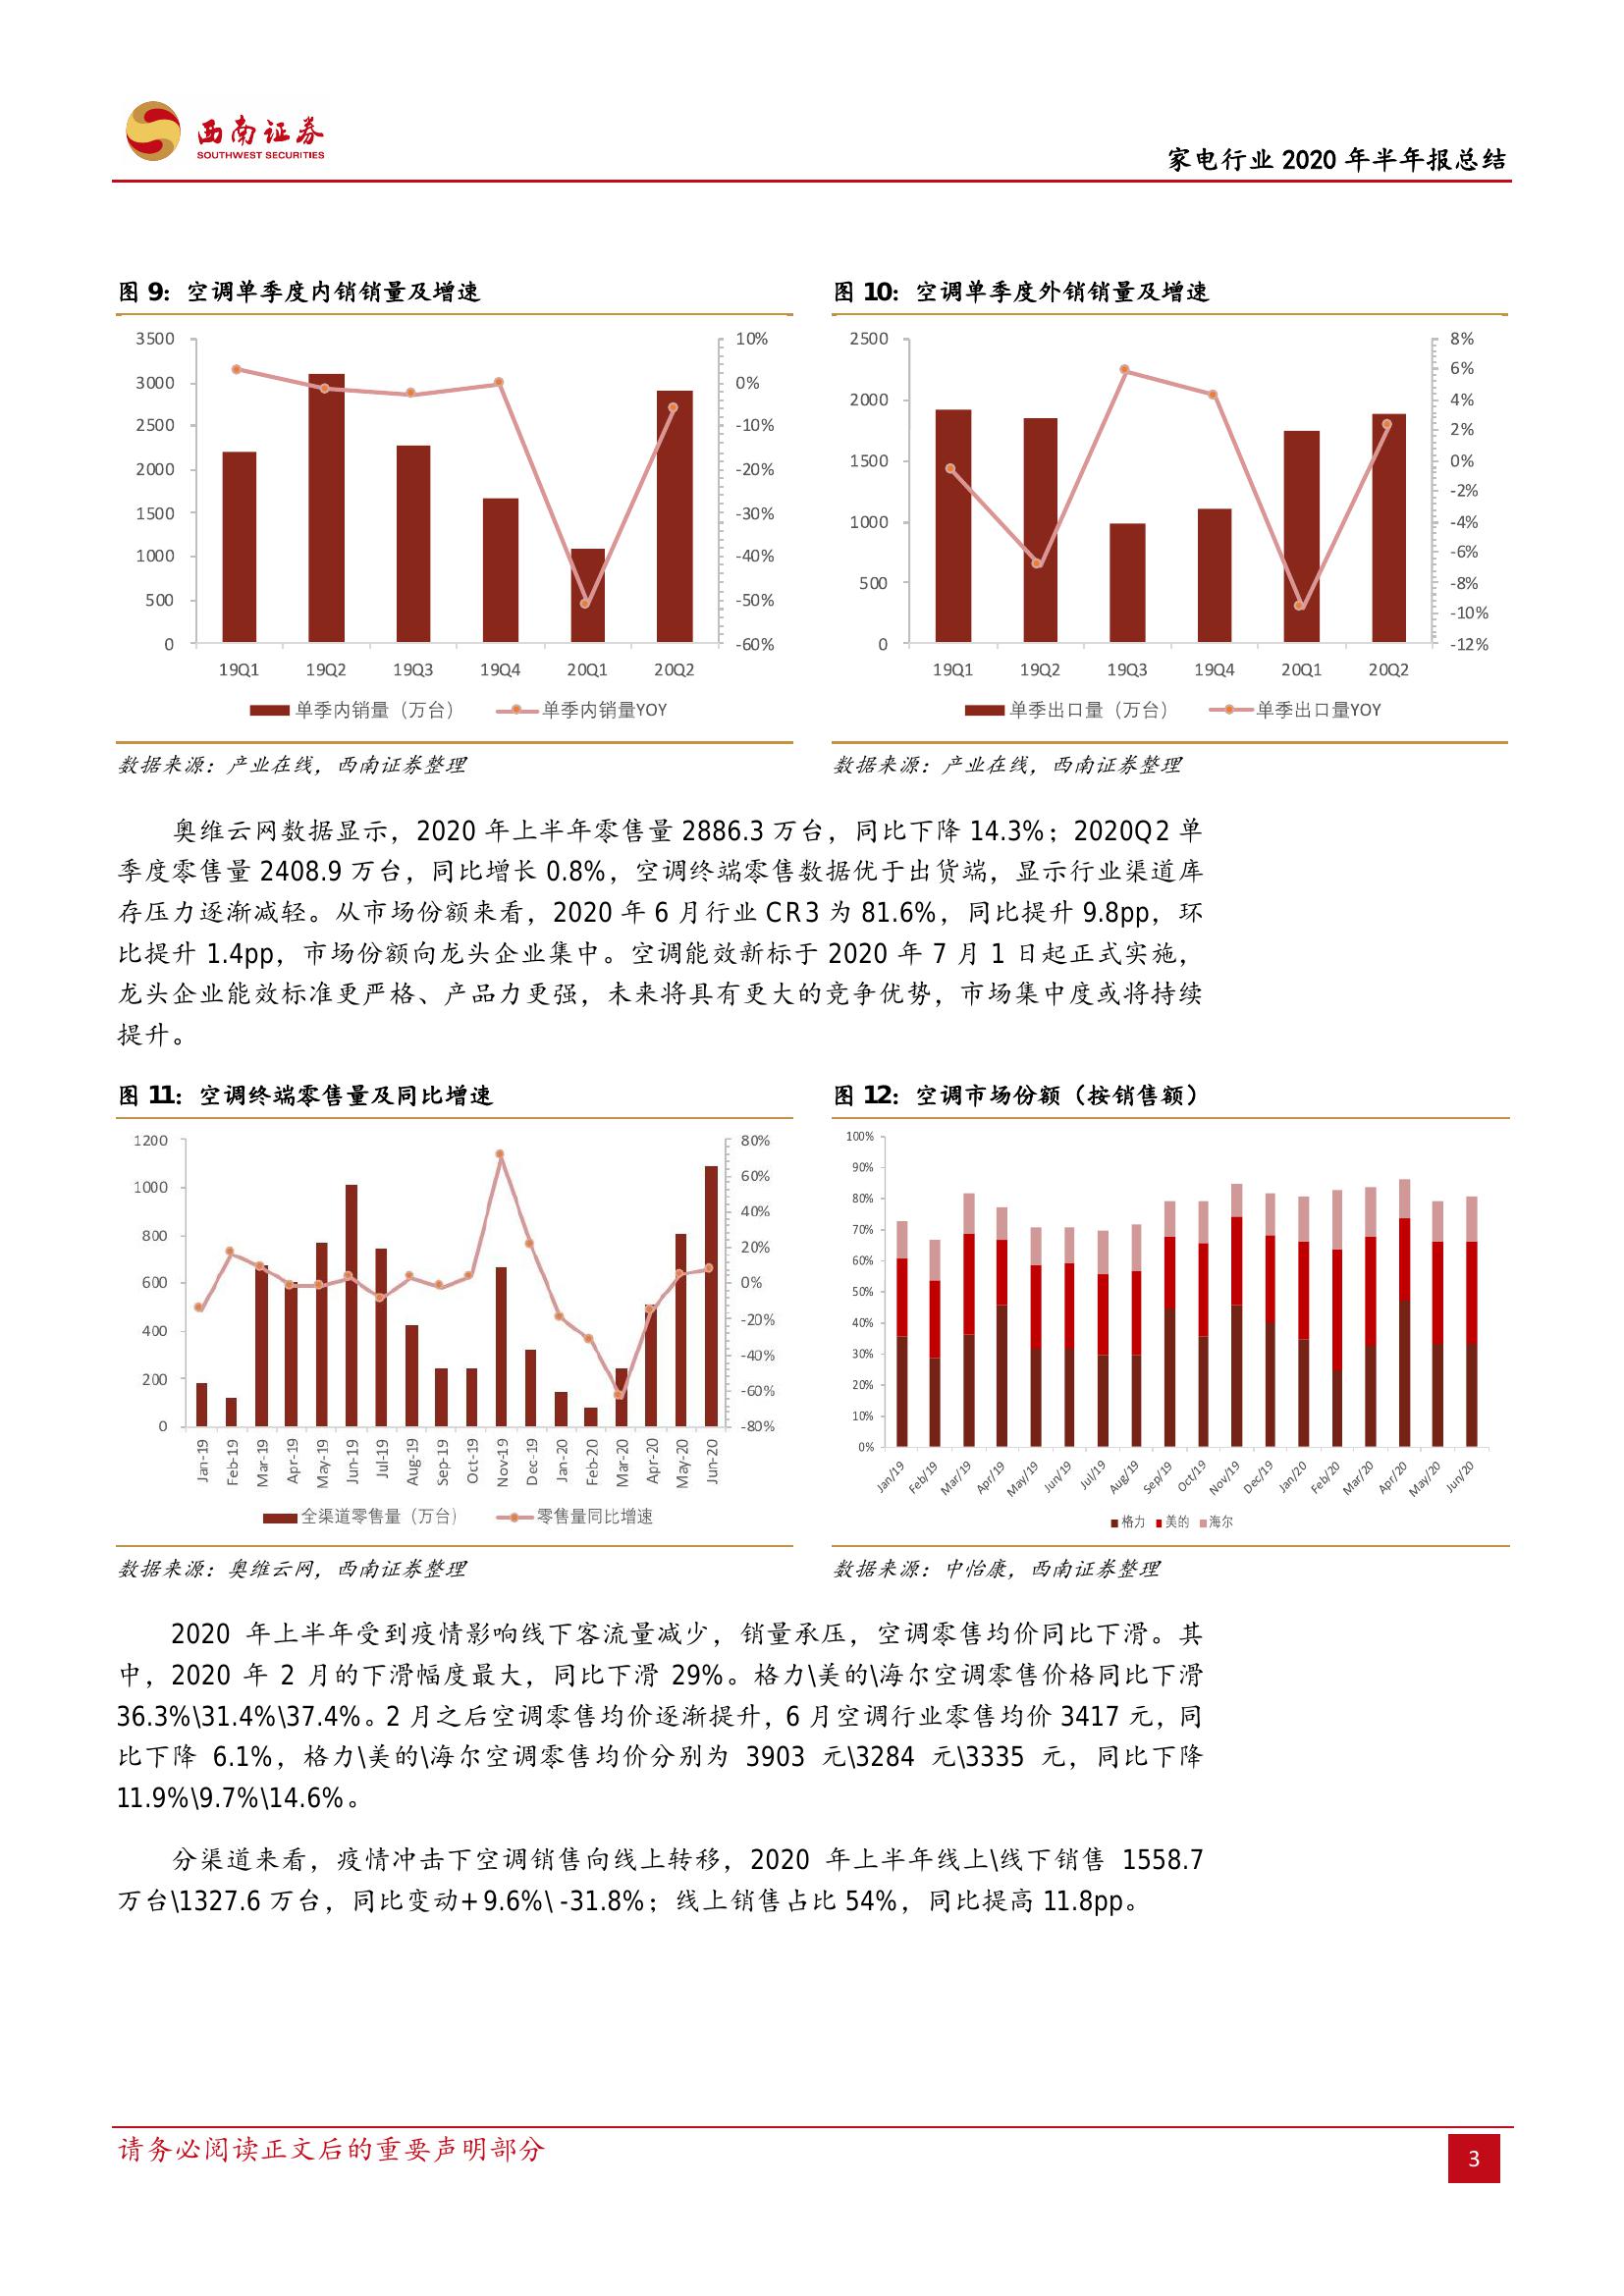 西南证券
SOUTHWEST SECURITIES
家电行业 2020 年半年报总结
图 9：空调单季度内销销量及增速
3500
3000
2500
2000
1500
1000
500
0
10%
0%
-10%
-20%
-30%
-40%
-50%
-60%
19Q1 19Q2 19Q3 19Q4 20Q1 20Q2
单季内销量（万台） 单季内销量YOY
数据来源：产业在线，西南证券整理
图 10：空调单季度外销销量及增速
2500
2000
1500
1000
500
0
8%
6%
4%
2%
0%
-2%
-4%
-6%
-8%
-10%
-12%
19Q1 19Q2 19Q3 19Q4 20Q1 20Q2
单季出口量（万台） 单季出口量YOY
数据来源：产业在线，西南证券整理
奥维云网数据显示，2020 年上半年零售量 2886.3 万台，同比下降 14.3%；2020Q2 单
季度零售量 2408.9 万台，同比增长 0.8%，空调终端零售数据优于出货端，显示行业渠道库
存压力逐渐减轻。从市场份额来看，2020 年 6 月行业 CR3 为 81.6%，同比提升 9.8pp，环
比提升 1.4pp，市场份额向龙头企业集中。空调能效新标于 2020 年 7 月 1 日起正式实施，
龙头企业能效标准更严格、产品力更强，未来将具有更大的竞争优势，市场集中度或将持续
提升。
图 11：空调终端零售量及同比增速
1200
1000
800
600
400
200
0
80%
60%
40%
20%
0%
-20%
-40%
-60%
-80%
Jan-19 Feb-19 Mar-19 Apr-19 May-19 Jun-19 Jul-19 Aug-19 Sep-19 Oct-19 Nov-19 Dec-19 Jan-20 Feb-20 Mar-20 Apr-20 May-20 Jun-20
全渠道零售量（万台） 零售量同比增速
数据来源：奥维云网，西南证券整理
图 12：空调市场份额（按销售额）
100%
90%
80%
70%
60%
50%
40%
30%
20%
10%
0%
Jan/19 Feb/19 Mar/19 Apr/19 May/19 Jun/19 Jul/19 Aug/19 Sep/19 Oct/19 Nov/19 Dec/19 Jan/20 Feb/20 Mar/20 Apr/20 May/20 Jun/20
格力 美的 海尔
数据来源：中怡康，西南证券整理
2020 年上半年受到疫情影响线下客流量减少，销量承压，空调零售均价同比下滑。其
中，2020 年 2 月的下滑幅度最大，同比下滑 29%。格力\美的\海尔空调零售价格同比下滑
36.3%\31.4%\37.4%。2 月之后空调零售均价逐渐提升，6 月空调行业零售均价 3417 元，同
比下降 6.1%，格力\美的\海尔空调零售均价分别为 3903 元\3284 元\3335 元，同比下降
11.9%\9.7%\14.6%。
分渠道来看，疫情冲击下空调销售向线上转移，2020 年上半年线上\线下销售 1558.7
万台\1327.6 万台，同比变动+9.6%\ -31.8%；线上销售占比 54%，同比提高 11.8pp。
请务必阅读正文后的重要声明部分
3